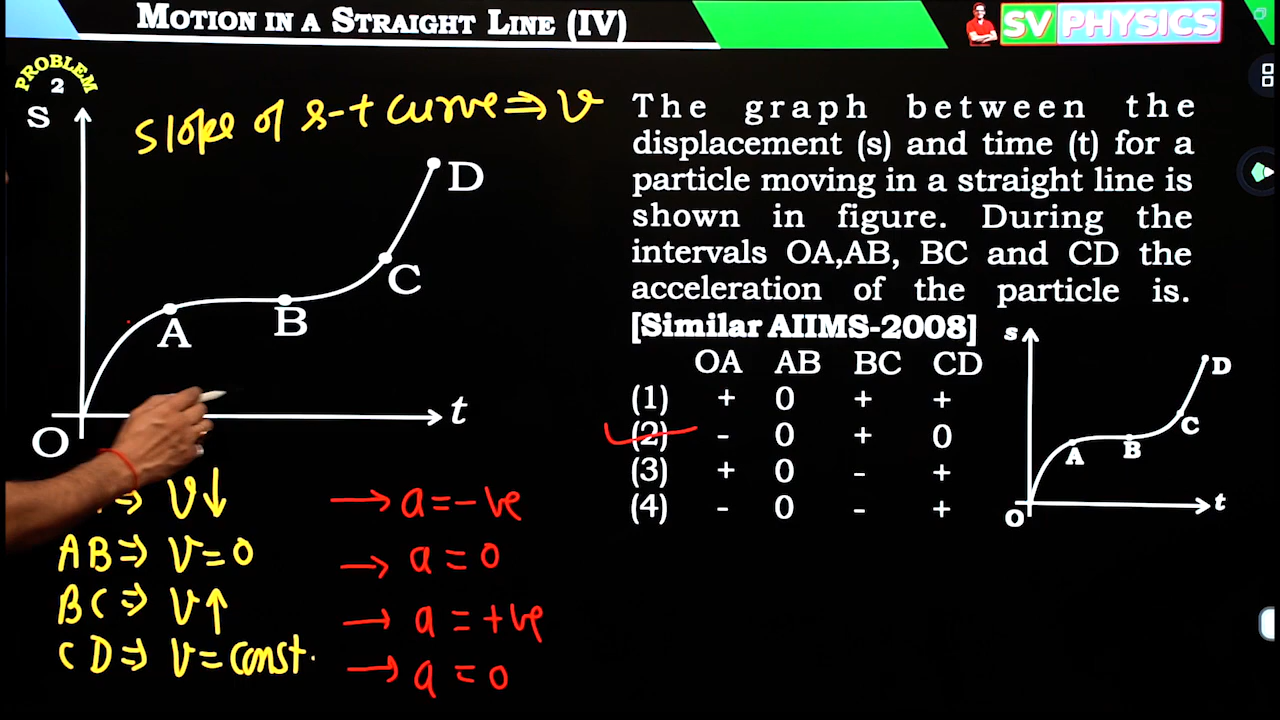 MOTION IN A STRAIGHT LINE (IV)
SV PHYSICS
PROBLEM
2
S
slope of s-t curve ⇒ v
D
C
A
B
O
t
⇒ v↓ → a = -ve
AB ⇒ v = 0 → a = 0
BC ⇒ v↑ → a = +ve
CD ⇒ v = const. → a = 0
The graph between the
displacement (s) and time (t) for a
particle moving in a straight line is
shown in figure. During the
intervals OA,AB, BC and CD the
acceleration of the particle is.
[Similar AIIMS-2008]
OA AB BC CD
(1) + 0 + +
(2) - 0 + 0
(3) + 0 - +
(4) - 0 - +
s
D
C
A
B
O
t